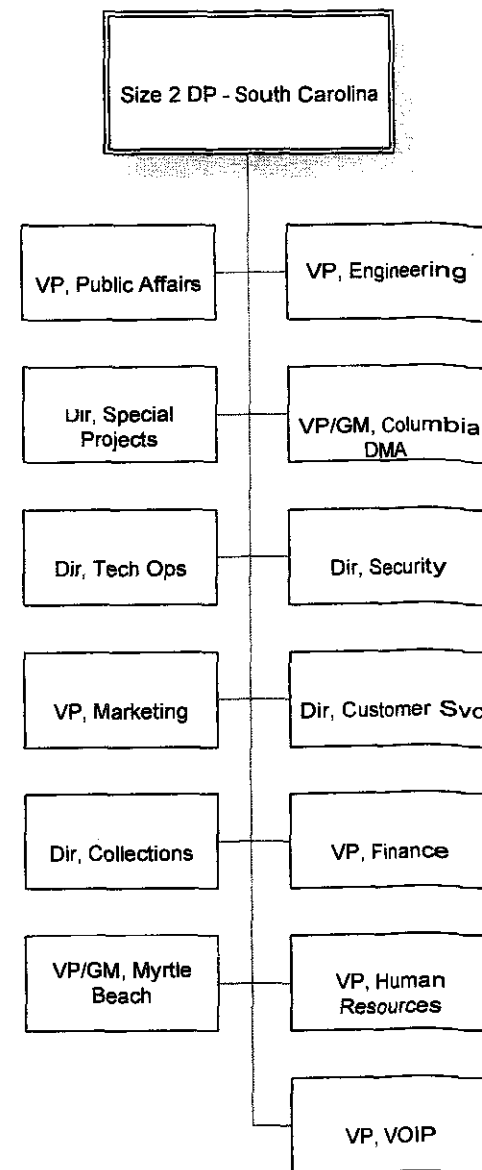 Size 2 DP - South Carolina
VP, Public Affairs
VP, Engineering
Dir, Special
Projects
VP/GM, Columbia
DMA
Dir, Tech Ops
Dir, Security
VP, Marketing
Dir, Customer Svc
Dir, Collections
VP, Finance
VP/GM, Myrtle
Beach
VP, Human
Resources
VP, VOIP